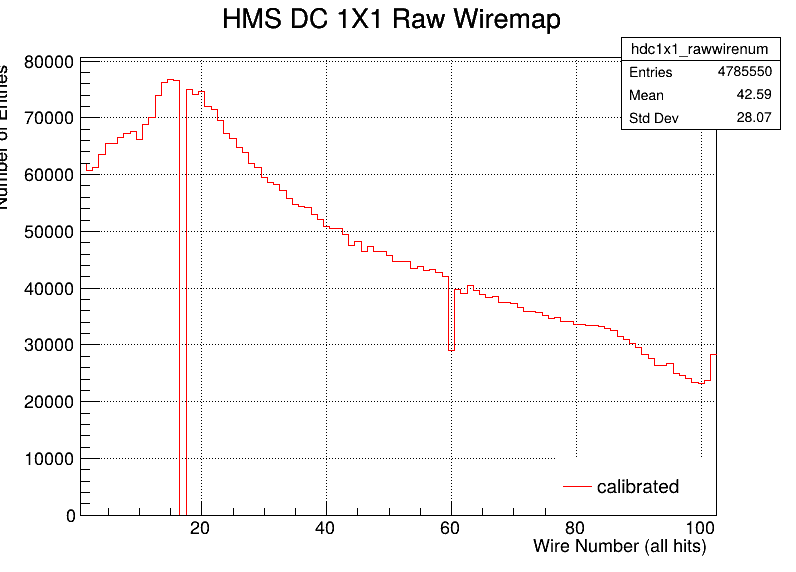 HMS DC 1X1 Raw Wiremap
hdc1x1_rawwirenum
Entries 4785550
Mean 42.59
Std Dev 28.07
Number of Entries
80000
70000
60000
50000
40000
30000
20000
10000
0
calibrated
20 40 60 80 100
Wire Number (all hits)